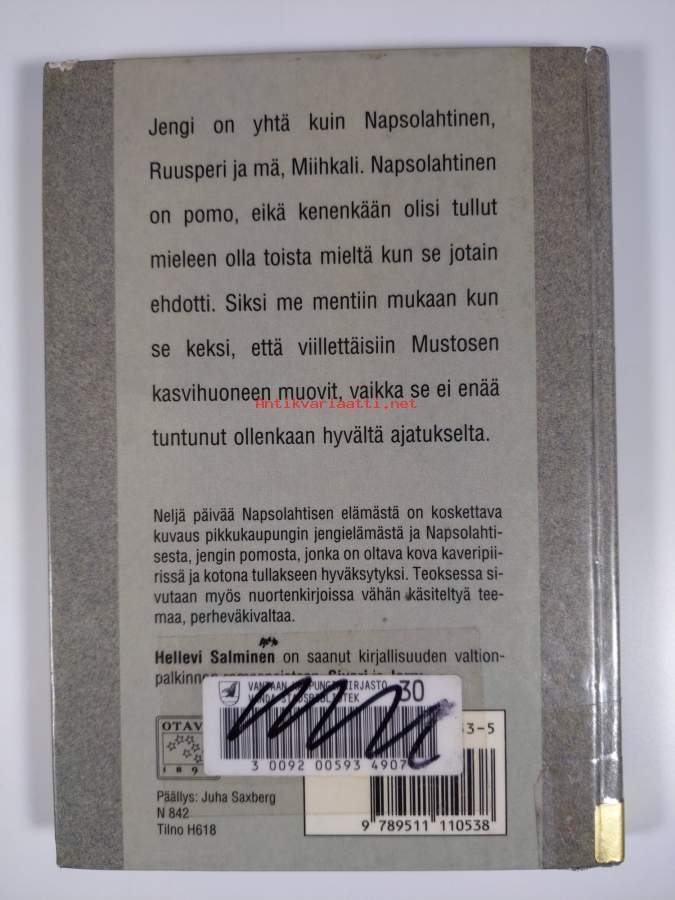 Jengi on yhtä kuin Napsolahtinen,
Ruusperi ja mä, Miihkali. Napsolahtinen
on pomo, eikä kenenkään olisi tullut
mieleen olla toista mieltä kun se jotain
ehdotti. Siksi me mentiin mukaan kun
se keksi, että viillettäisiin Mustosen
kasvihuoneen muovit, vaikka se ei enää
Antikvariaatti.net
tuntunut ollenkaan hyvältä ajatukselta.
Neljä päivää Napsolahtisen elämästä on koskettava
kuvaus pikkukaupungin jengielämästä ja Napsolahti-
sesta, jengin pomosta, jonka on oltava kova kaveripii-
rissä ja kotona tullakseen hyväksytyksi. Teoksessa si-
vutaan myös nuortenkirjoissa vähän käsiteltyä tee-
maa, perheväkivaltaa.
Hellevi Salminen on saanut kirjallisuuden valtion-
palkinnon
30
3 0092 00593 4907
3-5
Päällys: Juha Saxberg
N 842
Tilno H618
9 789511 110538